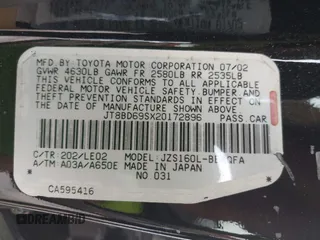 MFD BY TOYOTA MOTOR CORPORATION 07/02
GVWR 4630LB GAWR FR 2580LB RR 2535LB
THIS VEHICLE CONFORMS TO ALL APPLICABLE
FEDERAL MOTOR VEHICLE SAFETY, BUMPER,
AND THEFT PREVENTION STANDARDS IN
EFFECT ON THE DATE OF MANUFACTURE
SHOWN ABOVE.
JT8BD69SX20172896 PASS.CAR
C/TR 202/LE02 MODEL JZS160L-
A/TM A03A/A650E MADE IN JAPAN
NO 031
CA595416